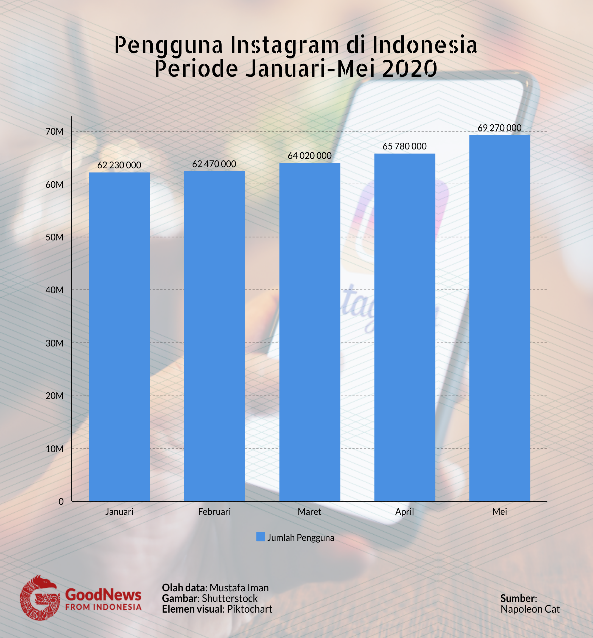 Pengguna Instagram di Indonesia
Periode Januari-Mei 2020
70M
60M
50M
40M
30M
20M
10M
0
62 230 000
62 470 000
64 020 000
65 780 000
69 270 000
tag
Januari
Februari
Maret
April
Mei
Jumlah Pengguna
GoodNews
FROM INDONESIA
Olah data: Mustafa Iman
Gambar: Shutterstock
Elemen visual: Piktochart
Sumber:
Napoleon Cat